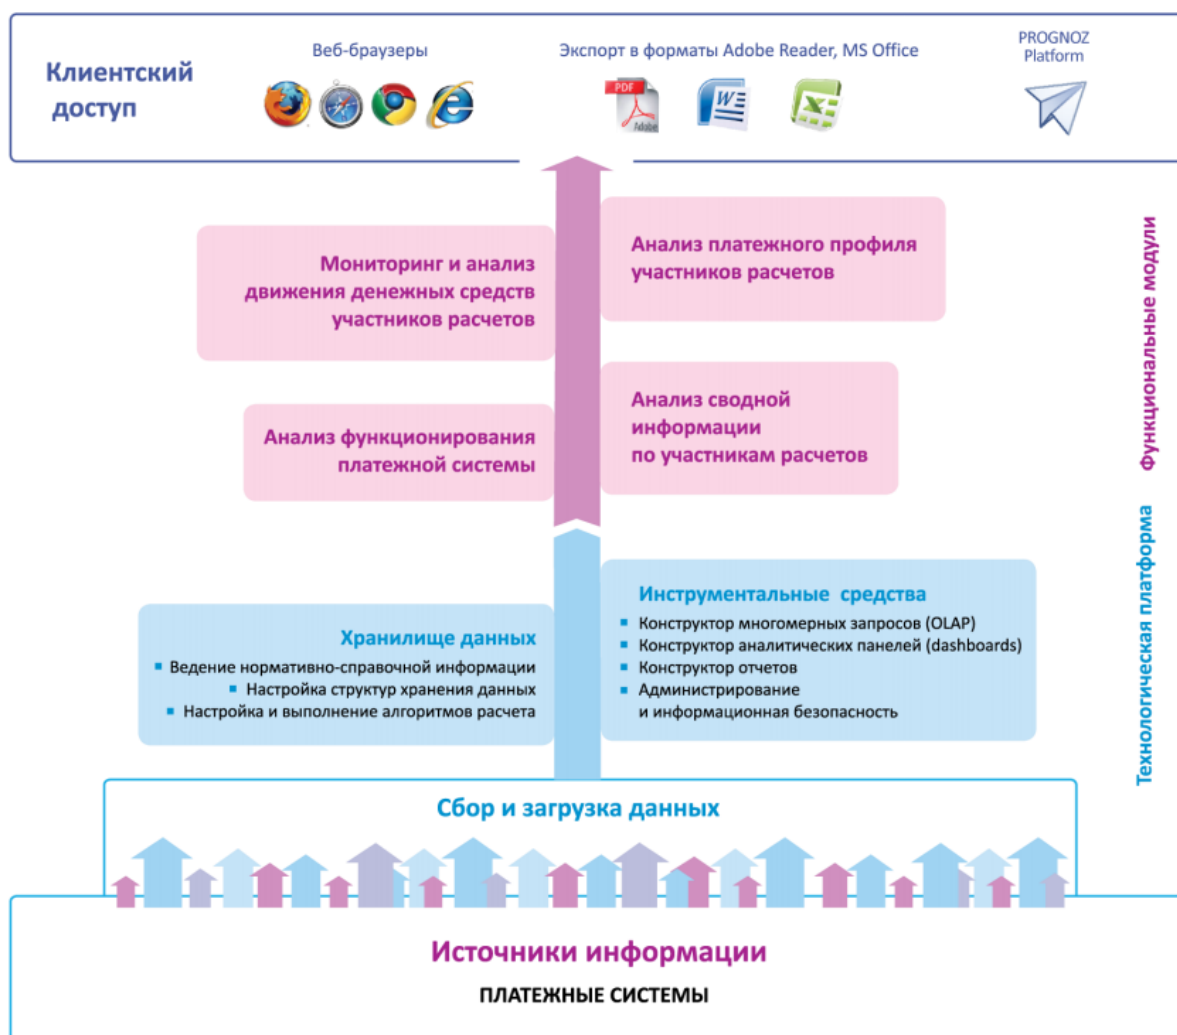 Клиентский
доступ
Веб-браузеры
Экспорт в форматы Adobe Reader, MS Office
PROGNOZ
Platform
PDF
Adobe
W
X
Мониторинг и анализ
движения денежных средств
участников расчетов
Анализ платежного профиля
участников расчетов
Анализ функционирования
платежной системы
Анализ сводной
информации
по участникам расчетов
Функциональные модули
Хранилище данных
▪ Ведение нормативно-справочной информации
▪ Настройка структур хранения данных
▪ Настройка и выполнение алгоритмов расчета
Инструментальные средства
▪ Конструктор многомерных запросов (OLAP)
▪ Конструктор аналитических панелей (dashboards)
▪ Конструктор отчетов
▪ Администрирование
и информационная безопасность
Технологическая платформа
Сбор и загрузка данных
Источники информации
ПЛАТЕЖНЫЕ СИСТЕМЫ